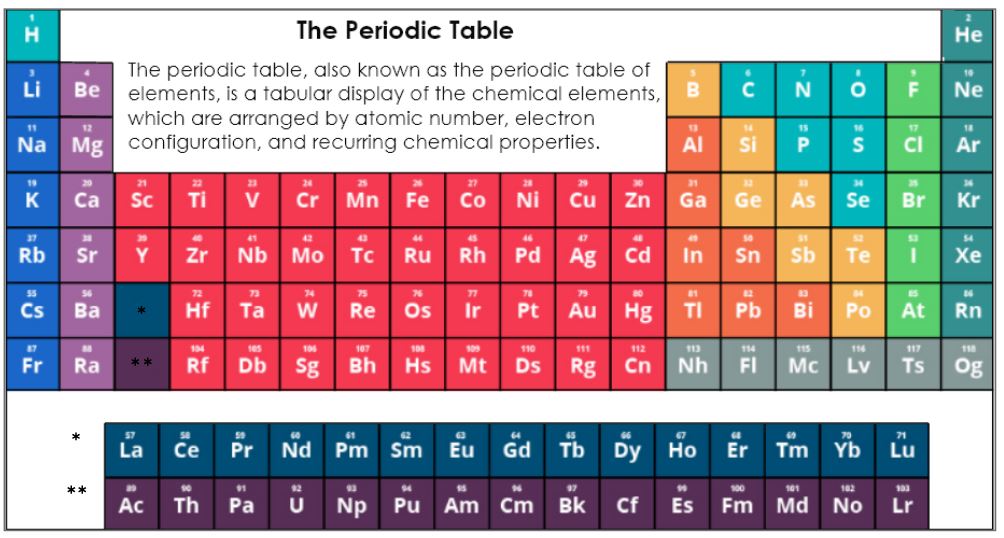 The Periodic Table
The periodic table, also known as the periodic table of
elements, is a tabular display of the chemical elements,
which are arranged by atomic number, electron
configuration, and recurring chemical properties.
1 2
H He
3 4 5 6 7 8 9 10
Li Be B C N O F Ne
11 12 13 14 15 16 17 18
Na Mg Al Si P S Cl Ar
19 20 21 22 23 24 25 26 27 28 29 30 31 32 33 34 35 36
K Ca Sc Ti V Cr Mn Fe Co Ni Cu Zn Ga Ge As Se Br Kr
37 38 39 40 41 42 43 44 45 46 47 48 49 50 51 52 53 54
Rb Sr Y Zr Nb Mo Tc Ru Rh Pd Ag Cd In Sn Sb Te I Xe
55 56 72 73 74 75 76 77 78 79 80 81 82 83 84 85 86
Cs Ba * Hf Ta W Re Os Ir Pt Au Hg Tl Pb Bi Po At Rn
87 88 104 105 106 107 108 109 110 111 112 113 114 115 116 117 118
Fr Ra ** Rf Db Sg Bh Hs Mt Ds Rg Cn Nh Fl Mc Lv Ts Og
57 58 59 60 61 62 63 64 65 66 67 68 69 70 71
* La Ce Pr Nd Pm Sm Eu Gd Tb Dy Ho Er Tm Yb Lu
89 90 91 92 93 94 95 96 97 99 100 101 102 103
** Ac Th Pa U Np Pu Am Cm Bk Cf Es Fm Md No Lr